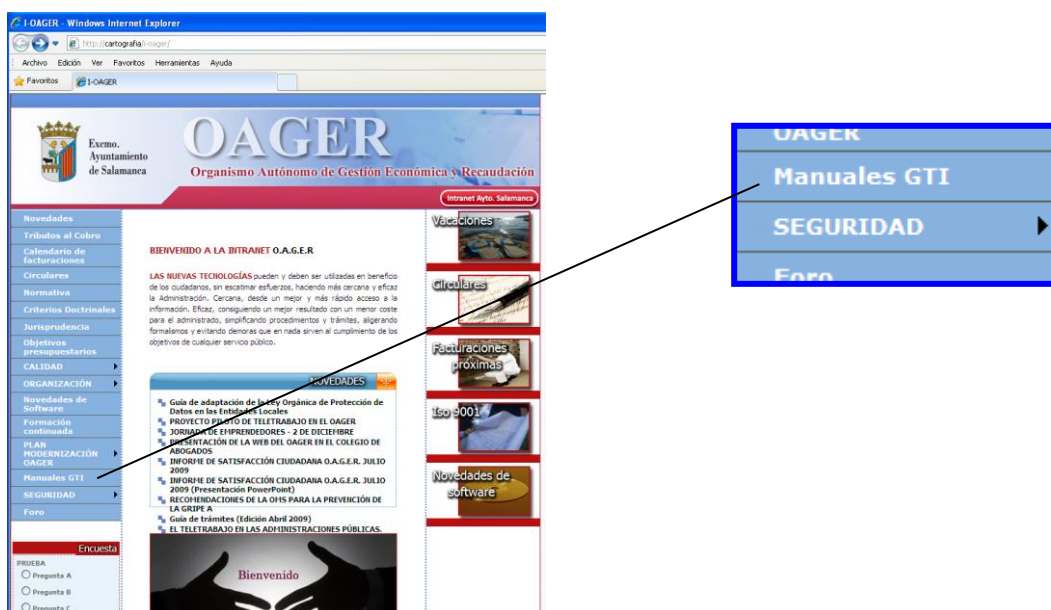 I-OAGER - Windows Internet Explorer
http://cartografia/i-oager/
Archivo Edición Ver Favoritos Herramientas Ayuda
Favoritos I-OAGER
Excmo.
Ayuntamiento
de Salamanca
OAGER
Organismo Autónomo de Gestión Económica y Recaudación
Intranet Ayto. Salamanca
Novedades
Tributos al Cobro
Calendario de
facturaciones
Circulares
Normativa
Criterios Doctrinales
Jurisprudencia
Objetivos
presupuestarios
CALIDAD
ORGANIZACIÓN
Novedades de
Software
Formación
continuada
PLAN
MODERNIZACIÓN
OAGER
Manuales GTI
SEGURIDAD
Foro
Encuesta
PRUEBA
Pregunta A
Pregunta B
Pregunta C
BIENVENIDO A LA INTRANET O.A.G.E.R
LAS NUEVAS TECNOLOGÍAS pueden y deben ser utilizadas en beneficio
de los ciudadanos, sin escatimar esfuerzos, haciendo más cercana y eficaz
la Administración. Cercana, desde un mejor y más rápido acceso a la
información. Eficaz, consiguiendo un mejor resultado con un menor coste
para el administrado, simplificando procedimientos y trámites, aligerando
formalismos y evitando demoras que en nada sirven al cumplimiento de los
objetivos de cualquier servicio público.
NOVEDADES
Guía de adaptación de la Ley Orgánica de Protección de
Datos en las Entidades Locales
PROYECTO PILOTO DE TELETRABAJO EN EL OAGER
JORNADA DE EMPRENDEDORES - 2 DE DICIEMBRE
PRESENTACIÓN DE LA WEB DEL OAGER EN EL COLEGIO DE
ABOGADOS
INFORME DE SATISFACCIÓN CIUDADANA O.A.G.E.R. JULIO
2009
INFORME DE SATISFACCIÓN CIUDADANA O.A.G.E.R. JULIO
2009 (Presentación PowerPoint)
RECOMENDACIONES DE LA OMS PARA LA PREVENCIÓN DE
LA GRIPE A
Guía de trámites (Edición Abril 2009)
EL TELETRABAJO EN LAS ADMINISTRACIONES PÚBLICAS.
Bienvenido
Vacaciones
Circulares
Facturaciones
próximas
Iso 9001
Novedades de
software
OAGER
Manuales GTI
SEGURIDAD
Foro